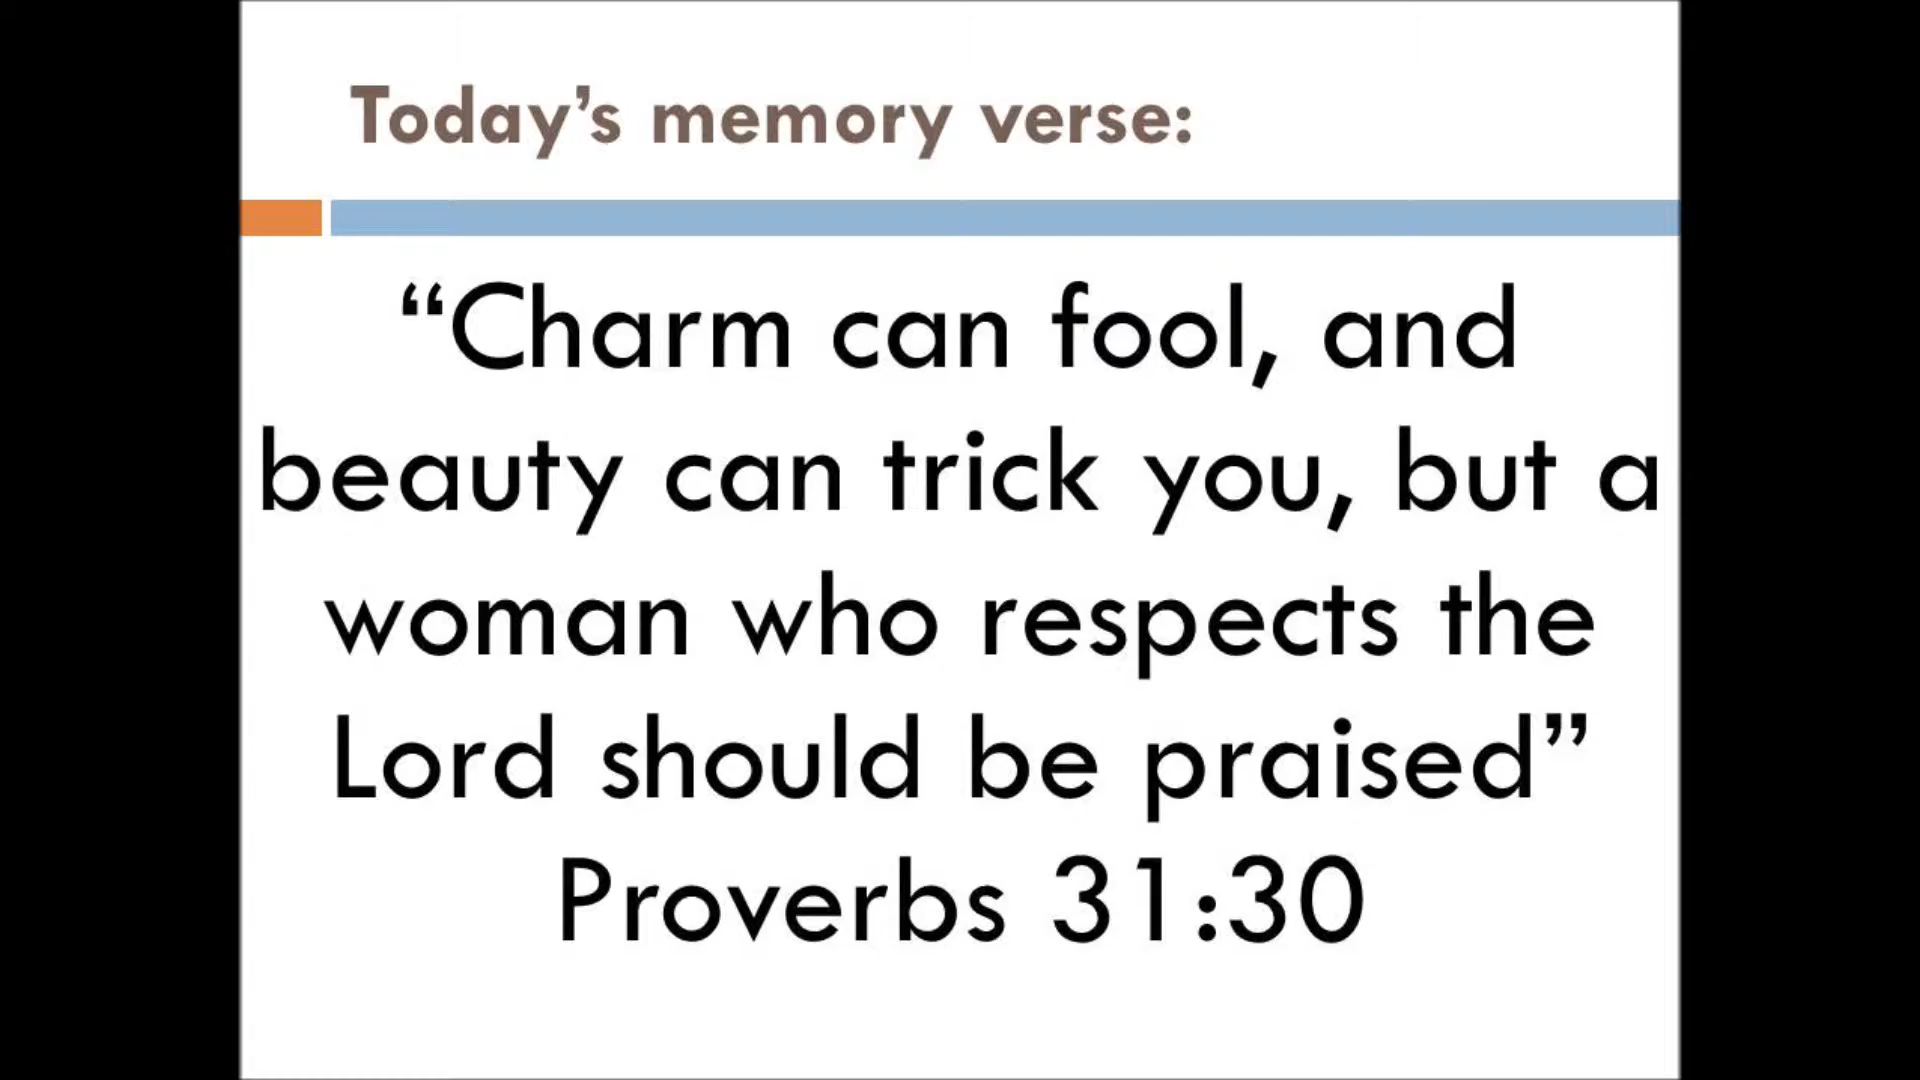 Today’s memory verse:
“Charm can fool, and
beauty can trick you, but a
woman who respects the
Lord should be praised”
Proverbs 31:30